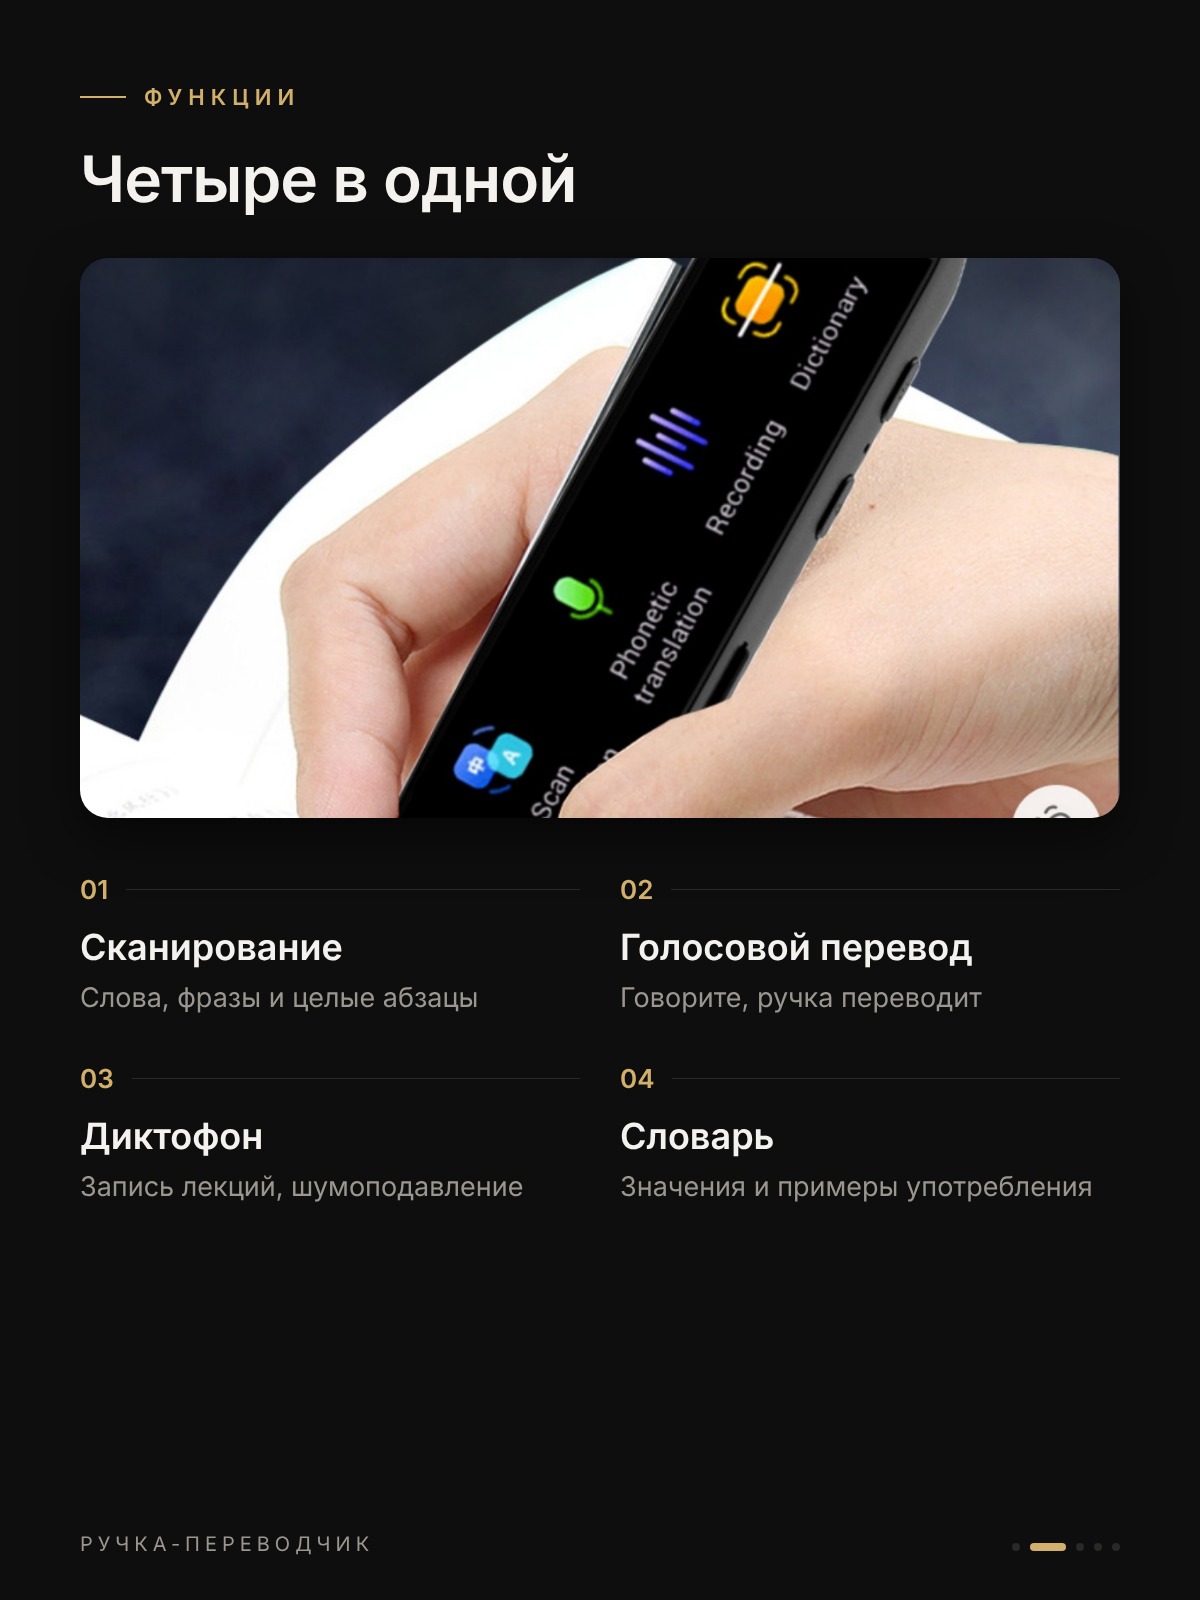 ФУНКЦИИ
Четыре в одной
Dictionary
Recording
Phonetic
translation
Scan
中 A
01
02
Сканирование
Голосовой перевод
Слова, фразы и целые абзацы
Говорите, ручка переводит
03
04
Диктофон
Словарь
Запись лекций, шумоподавление
Значения и примеры употребления
РУЧКА-ПЕРЕВОДЧИК